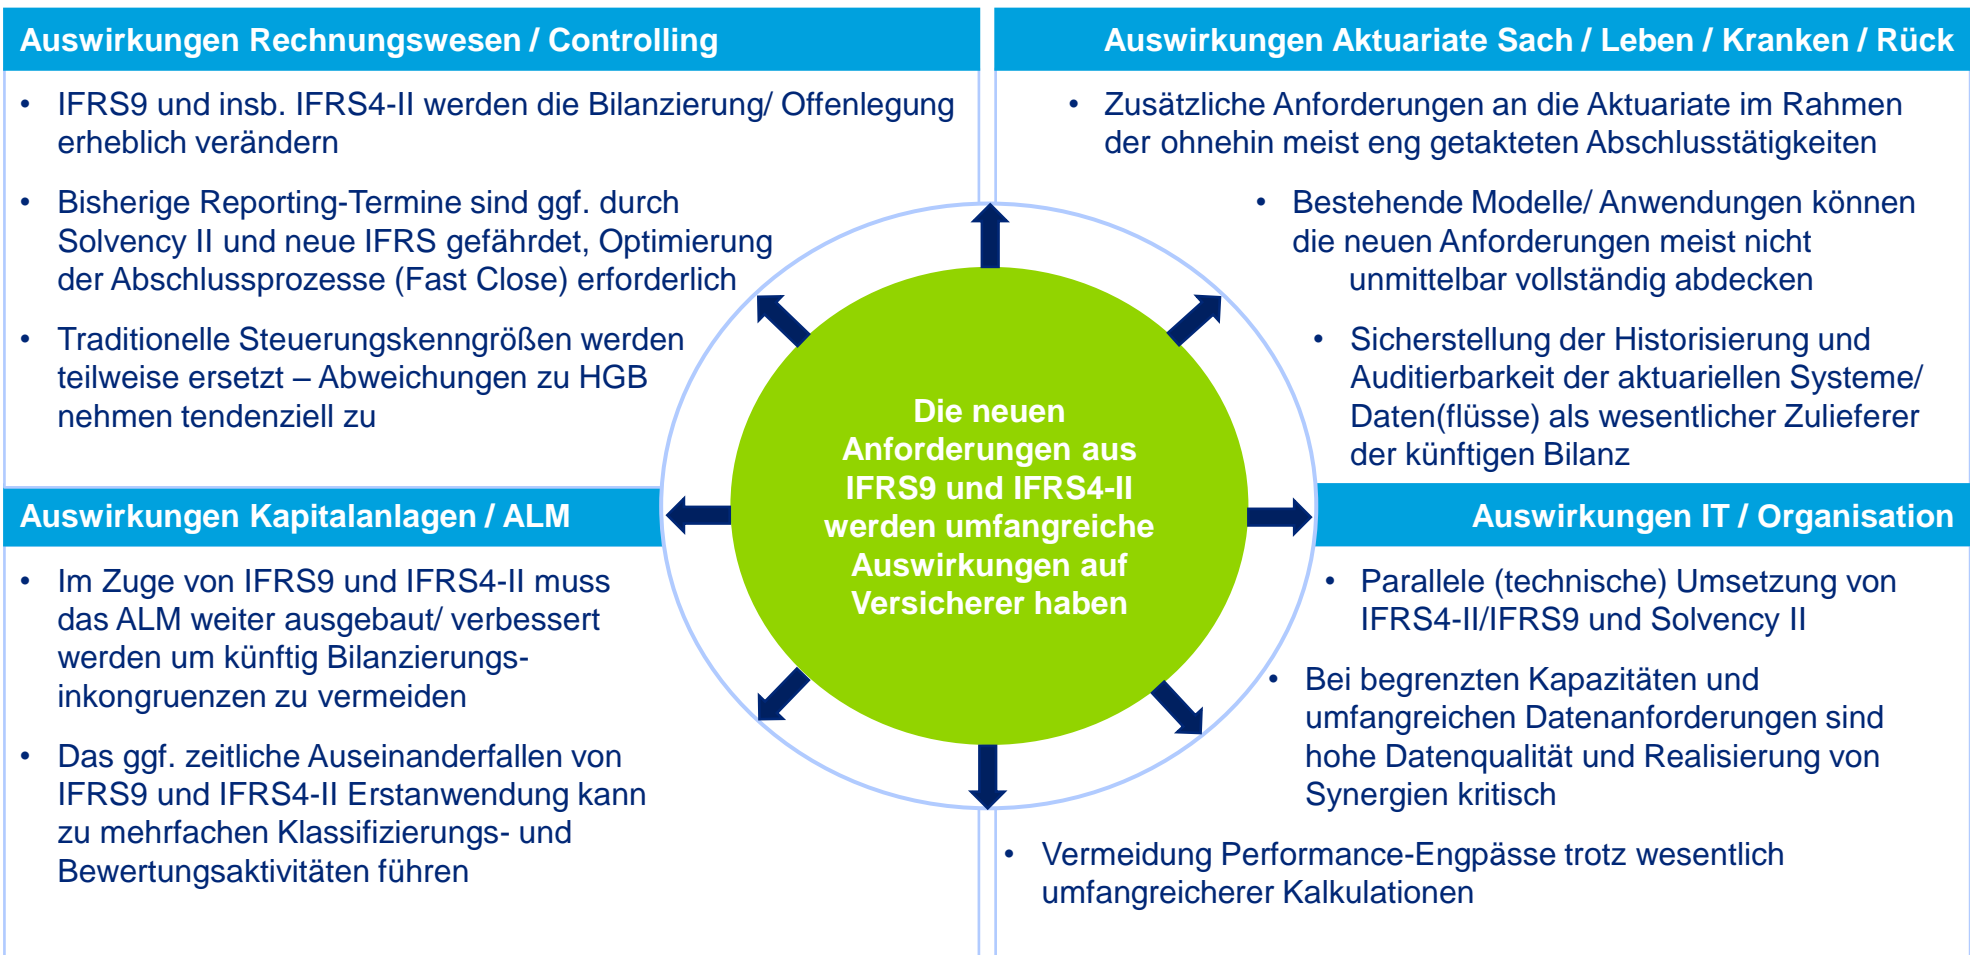 Auswirkungen Rechnungswesen / Controlling
• IFRS9 und insb. IFRS4-II werden die Bilanzierung/ Offenlegung
erheblich verändern
• Bisherige Reporting-Termine sind ggf. durch
Solvency II und neue IFRS gefährdet, Optimierung
der Abschlussprozesse (Fast Close) erforderlich
• Traditionelle Steuerungskenngrößen werden
teilweise ersetzt – Abweichungen zu HGB
nehmen tendenziell zu
Auswirkungen Aktuariate Sach / Leben / Kranken / Rück
• Zusätzliche Anforderungen an die Aktuariate im Rahmen
der ohnehin meist eng getakteten Abschlusstätigkeiten
• Bestehende Modelle/ Anwendungen können
die neuen Anforderungen meist nicht
unmittelbar vollständig abdecken
• Sicherstellung der Historisierung und
Auditierbarkeit der aktuariellen Systeme/
Daten(flüsse) als wesentlicher Zulieferer
der künftigen Bilanz
Die neuen
Anforderungen aus
IFRS9 und IFRS4-II
werden umfangreiche
Auswirkungen auf
Versicherer haben
Auswirkungen Kapitalanlagen / ALM
• Im Zuge von IFRS9 und IFRS4-II muss
das ALM weiter ausgebaut/ verbessert
werden um künftig Bilanzierungs-
inkongruenzen zu vermeiden
• Das ggf. zeitliche Auseinanderfallen von
IFRS9 und IFRS4-II Erstanwendung kann
zu mehrfachen Klassifizierungs- und
Bewertungsaktivitäten führen
Auswirkungen IT / Organisation
• Parallele (technische) Umsetzung von
IFRS4-II/IFRS9 und Solvency II
• Bei begrenzten Kapazitäten und
umfangreichen Datenanforderungen sind
hohe Datenqualität und Realisierung von
Synergien kritisch
• Vermeidung Performance-Engpässe trotz wesentlich
umfangreicherer Kalkulationen